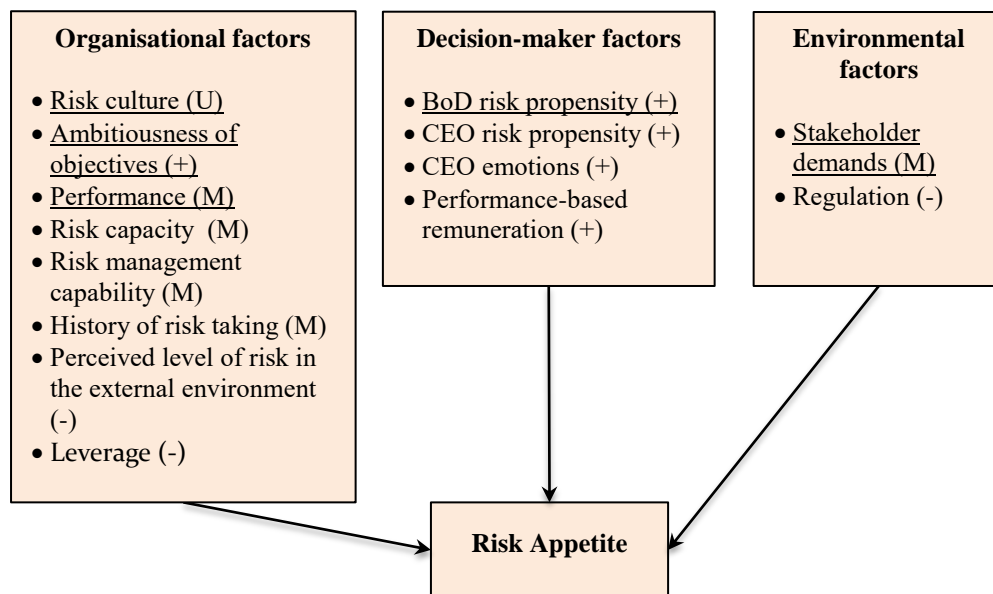 Organisational factors
• Risk culture (U)
• Ambitiousness of
objectives (+)
• Performance (M)
• Risk capacity  (M)
• Risk management
capability (M)
• History of risk taking (M)
• Perceived level of risk in
the external environment
(-)
• Leverage (-)
Decision-maker factors
• BoD risk propensity (+)
• CEO risk propensity (+)
• CEO emotions (+)
• Performance-based
remuneration (+)
Environmental
factors
• Stakeholder
demands (M)
• Regulation (-)
Risk Appetite